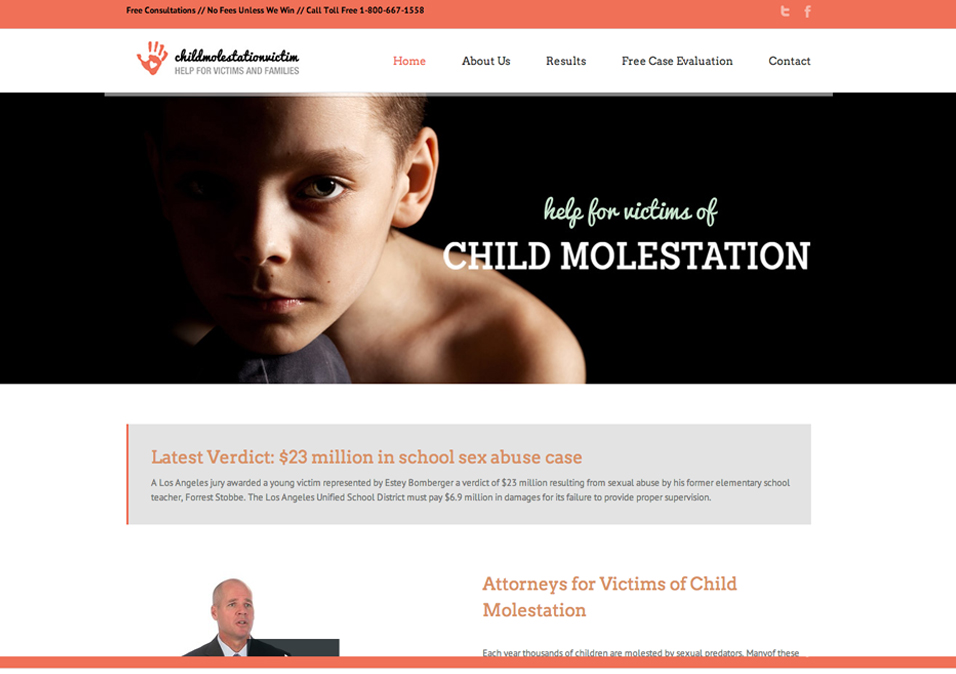 Free Consultations // No Fees Unless We Win // Call Toll Free 1-800-667-1558
childmolestationvictim
HELP FOR VICTIMS AND FAMILIES
Home About Us Results Free Case Evaluation Contact
help for victims of
CHILD MOLESTATION
Latest Verdict: $23 million in school sex abuse case
A Los Angeles jury awarded a young victim represented by Estey Bomberger a verdict of $23 million resulting from sexual abuse by his former elementary school
teacher, Forrest Stobbe. The Los Angeles Unified School District must pay $6.9 million in damages for its failure to provide proper supervision.
Attorneys for Victims of Child
Molestation
Each year thousands of children are molested by sexual predators. Manyof these